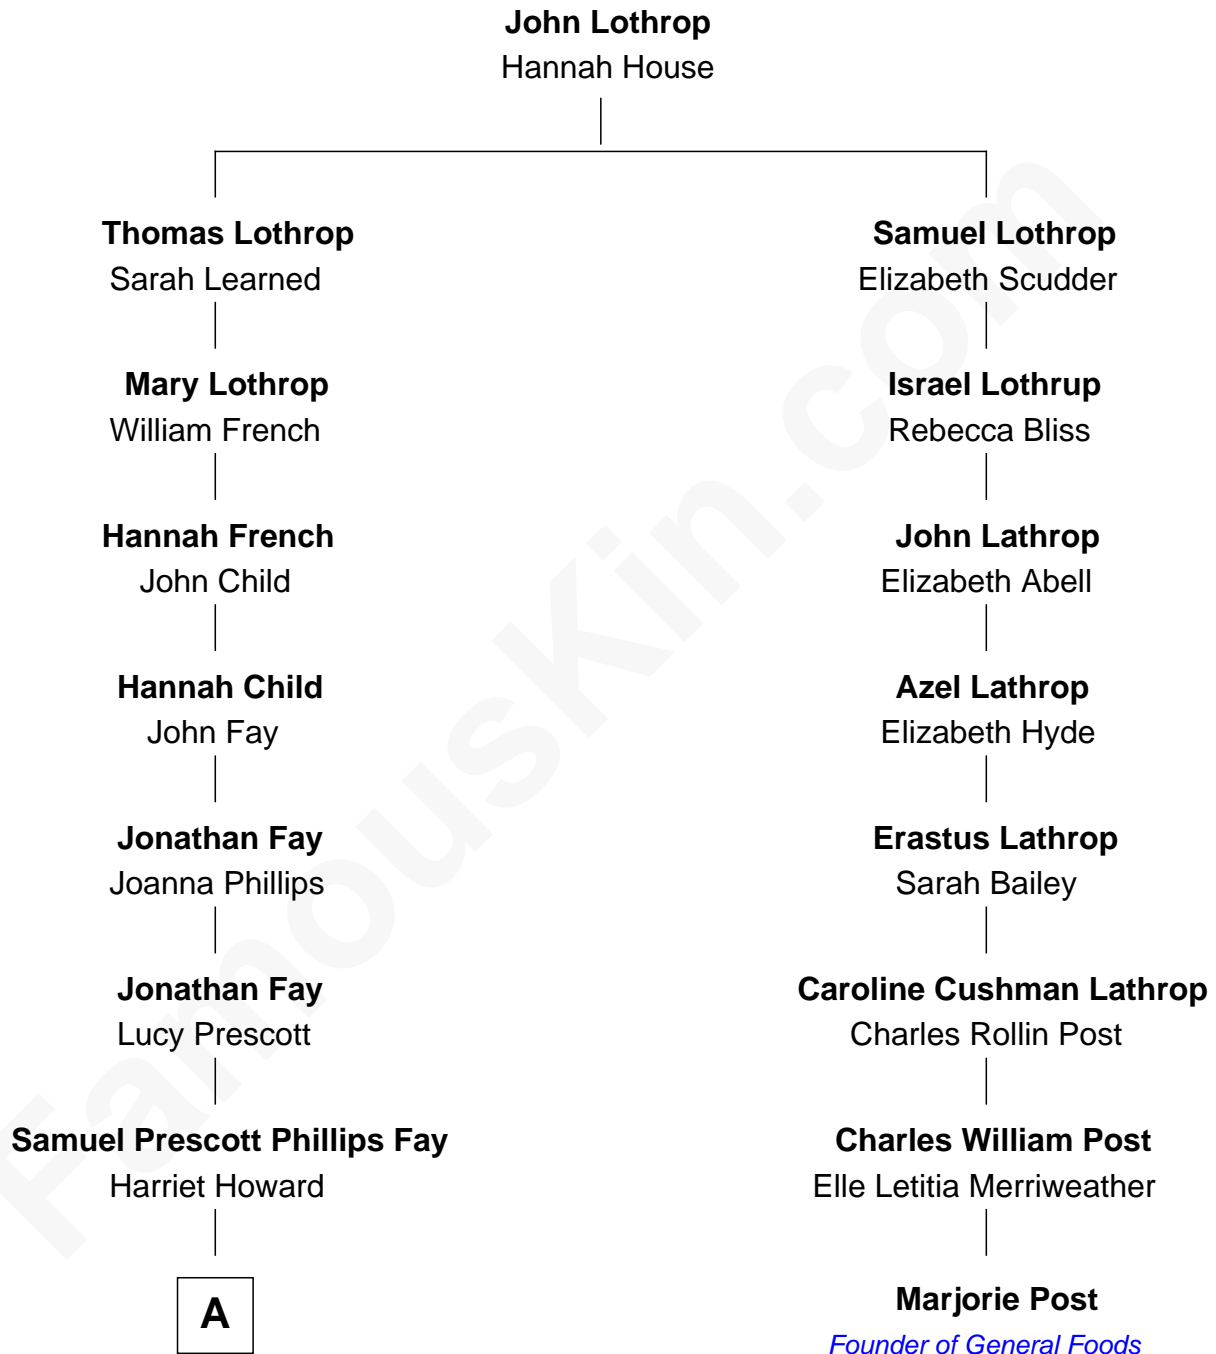 John Lothrop
Hannah House
Thomas Lothrop
Sarah Learned
Samuel Lothrop
Elizabeth Scudder
Mary Lothrop
William French
Israel Lothrup
Rebecca Bliss
Hannah French
John Child
John Lathrop
Elizabeth Abell
Hannah Child
John Fay
Azel Lathrop
Elizabeth Hyde
Jonathan Fay
Joanna Phillips
Erastus Lathrop
Sarah Bailey
Jonathan Fay
Lucy Prescott
Caroline Cushman Lathrop
Charles Rollin Post
Samuel Prescott Phillips Fay
Harriet Howard
Charles William Post
Elle Letitia Merriweather
A
Marjorie Post
Founder of General Foods
FamousKin.com